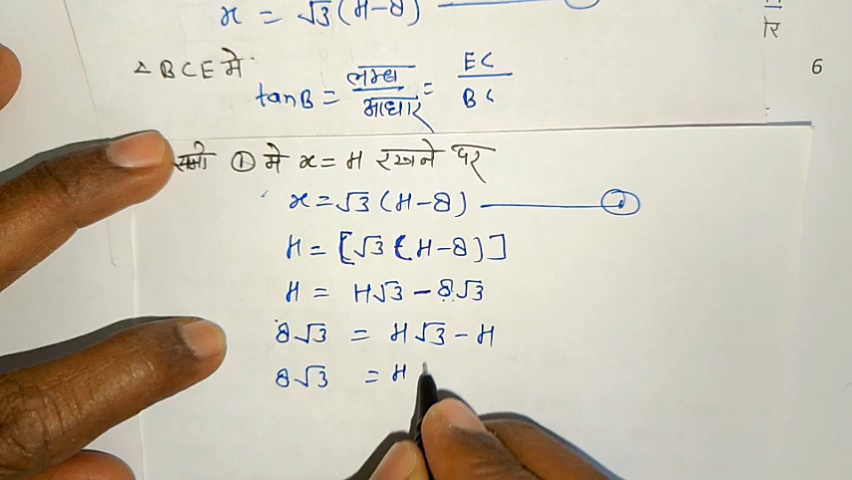 x = √3 (H-8)
6
△ BCE में
tanB = लम्ब/आधार = EC/BC
समी ① में x = H रखने पर
x = √3 (H-8) ①
H = [√3 (H-8)]
H = H√3 - 8√3
8√3 = H√3 - H
8√3 = H